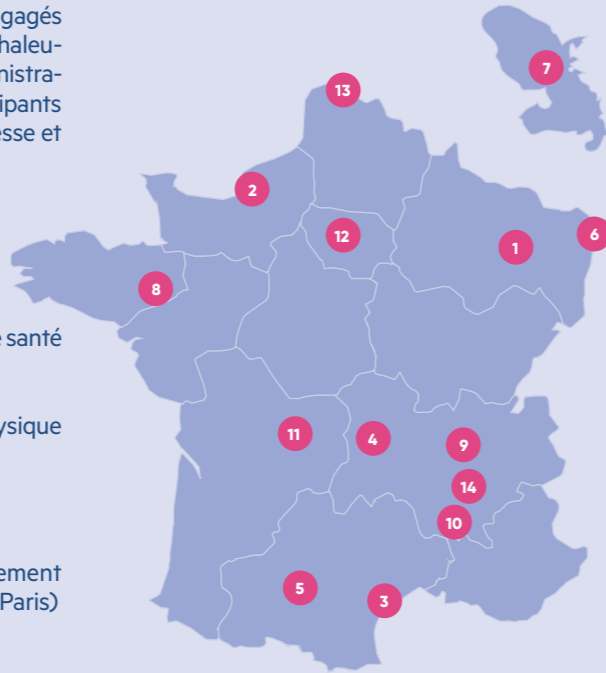 gagés
haleu-
nistra-
ipants
esse et
santé
ysique
ement
Paris)
7
13
2
12
6
1
8
11
4
9
14
10
5
3